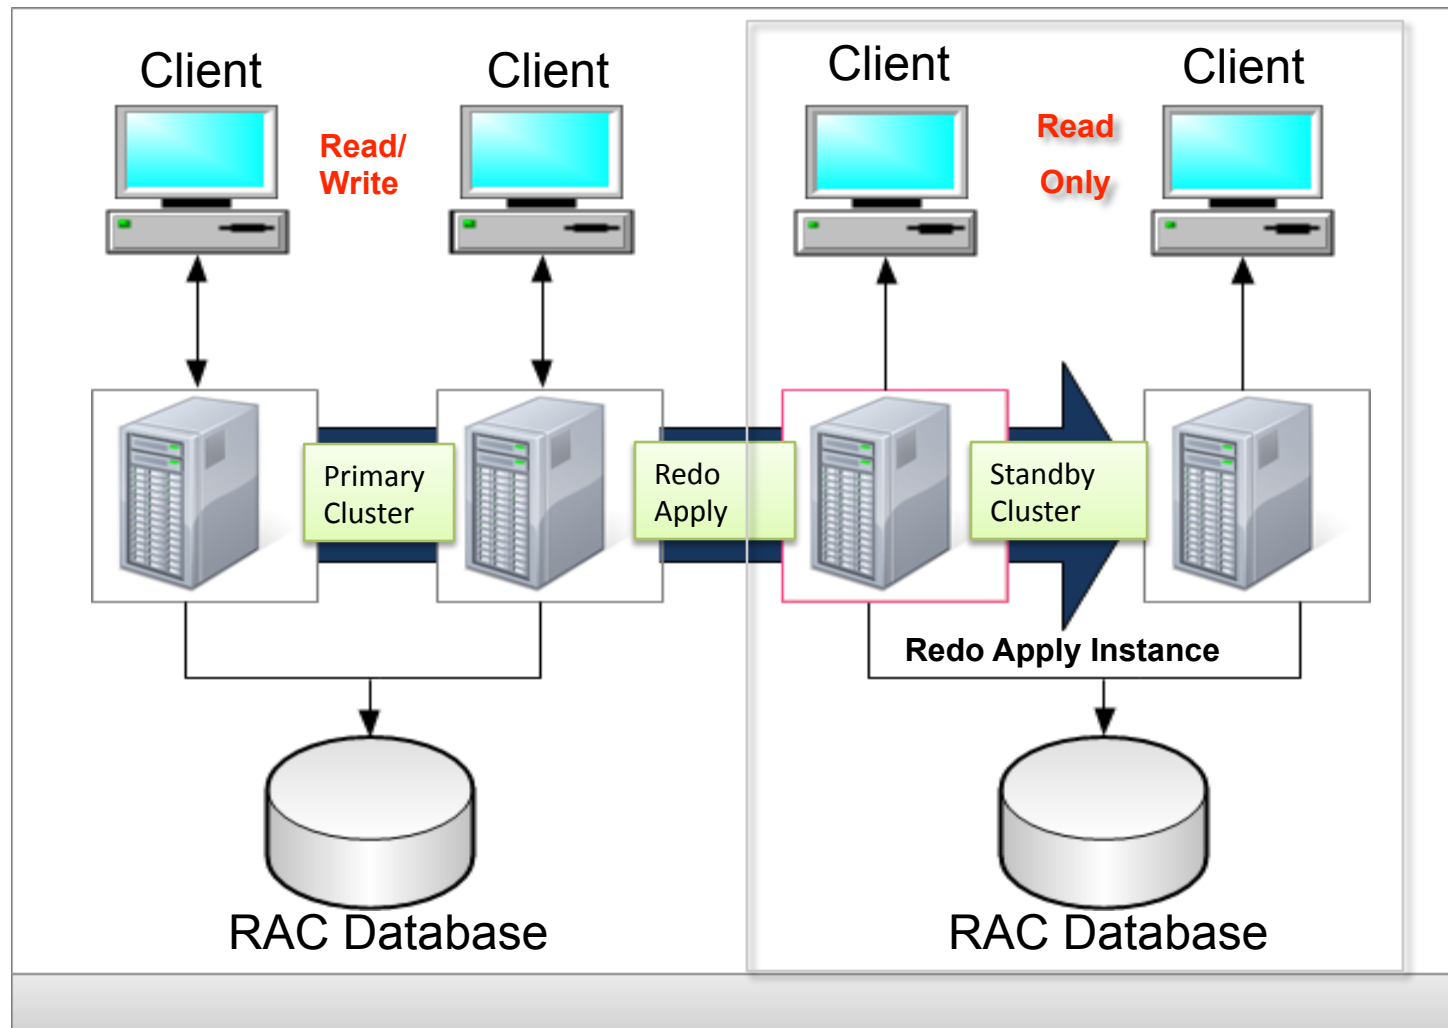 Client
Client
Client
Client
Read/
Write
Read
Only
Primary
Cluster
Redo
Apply
Standby
Cluster
Redo Apply Instance
RAC Database
RAC Database